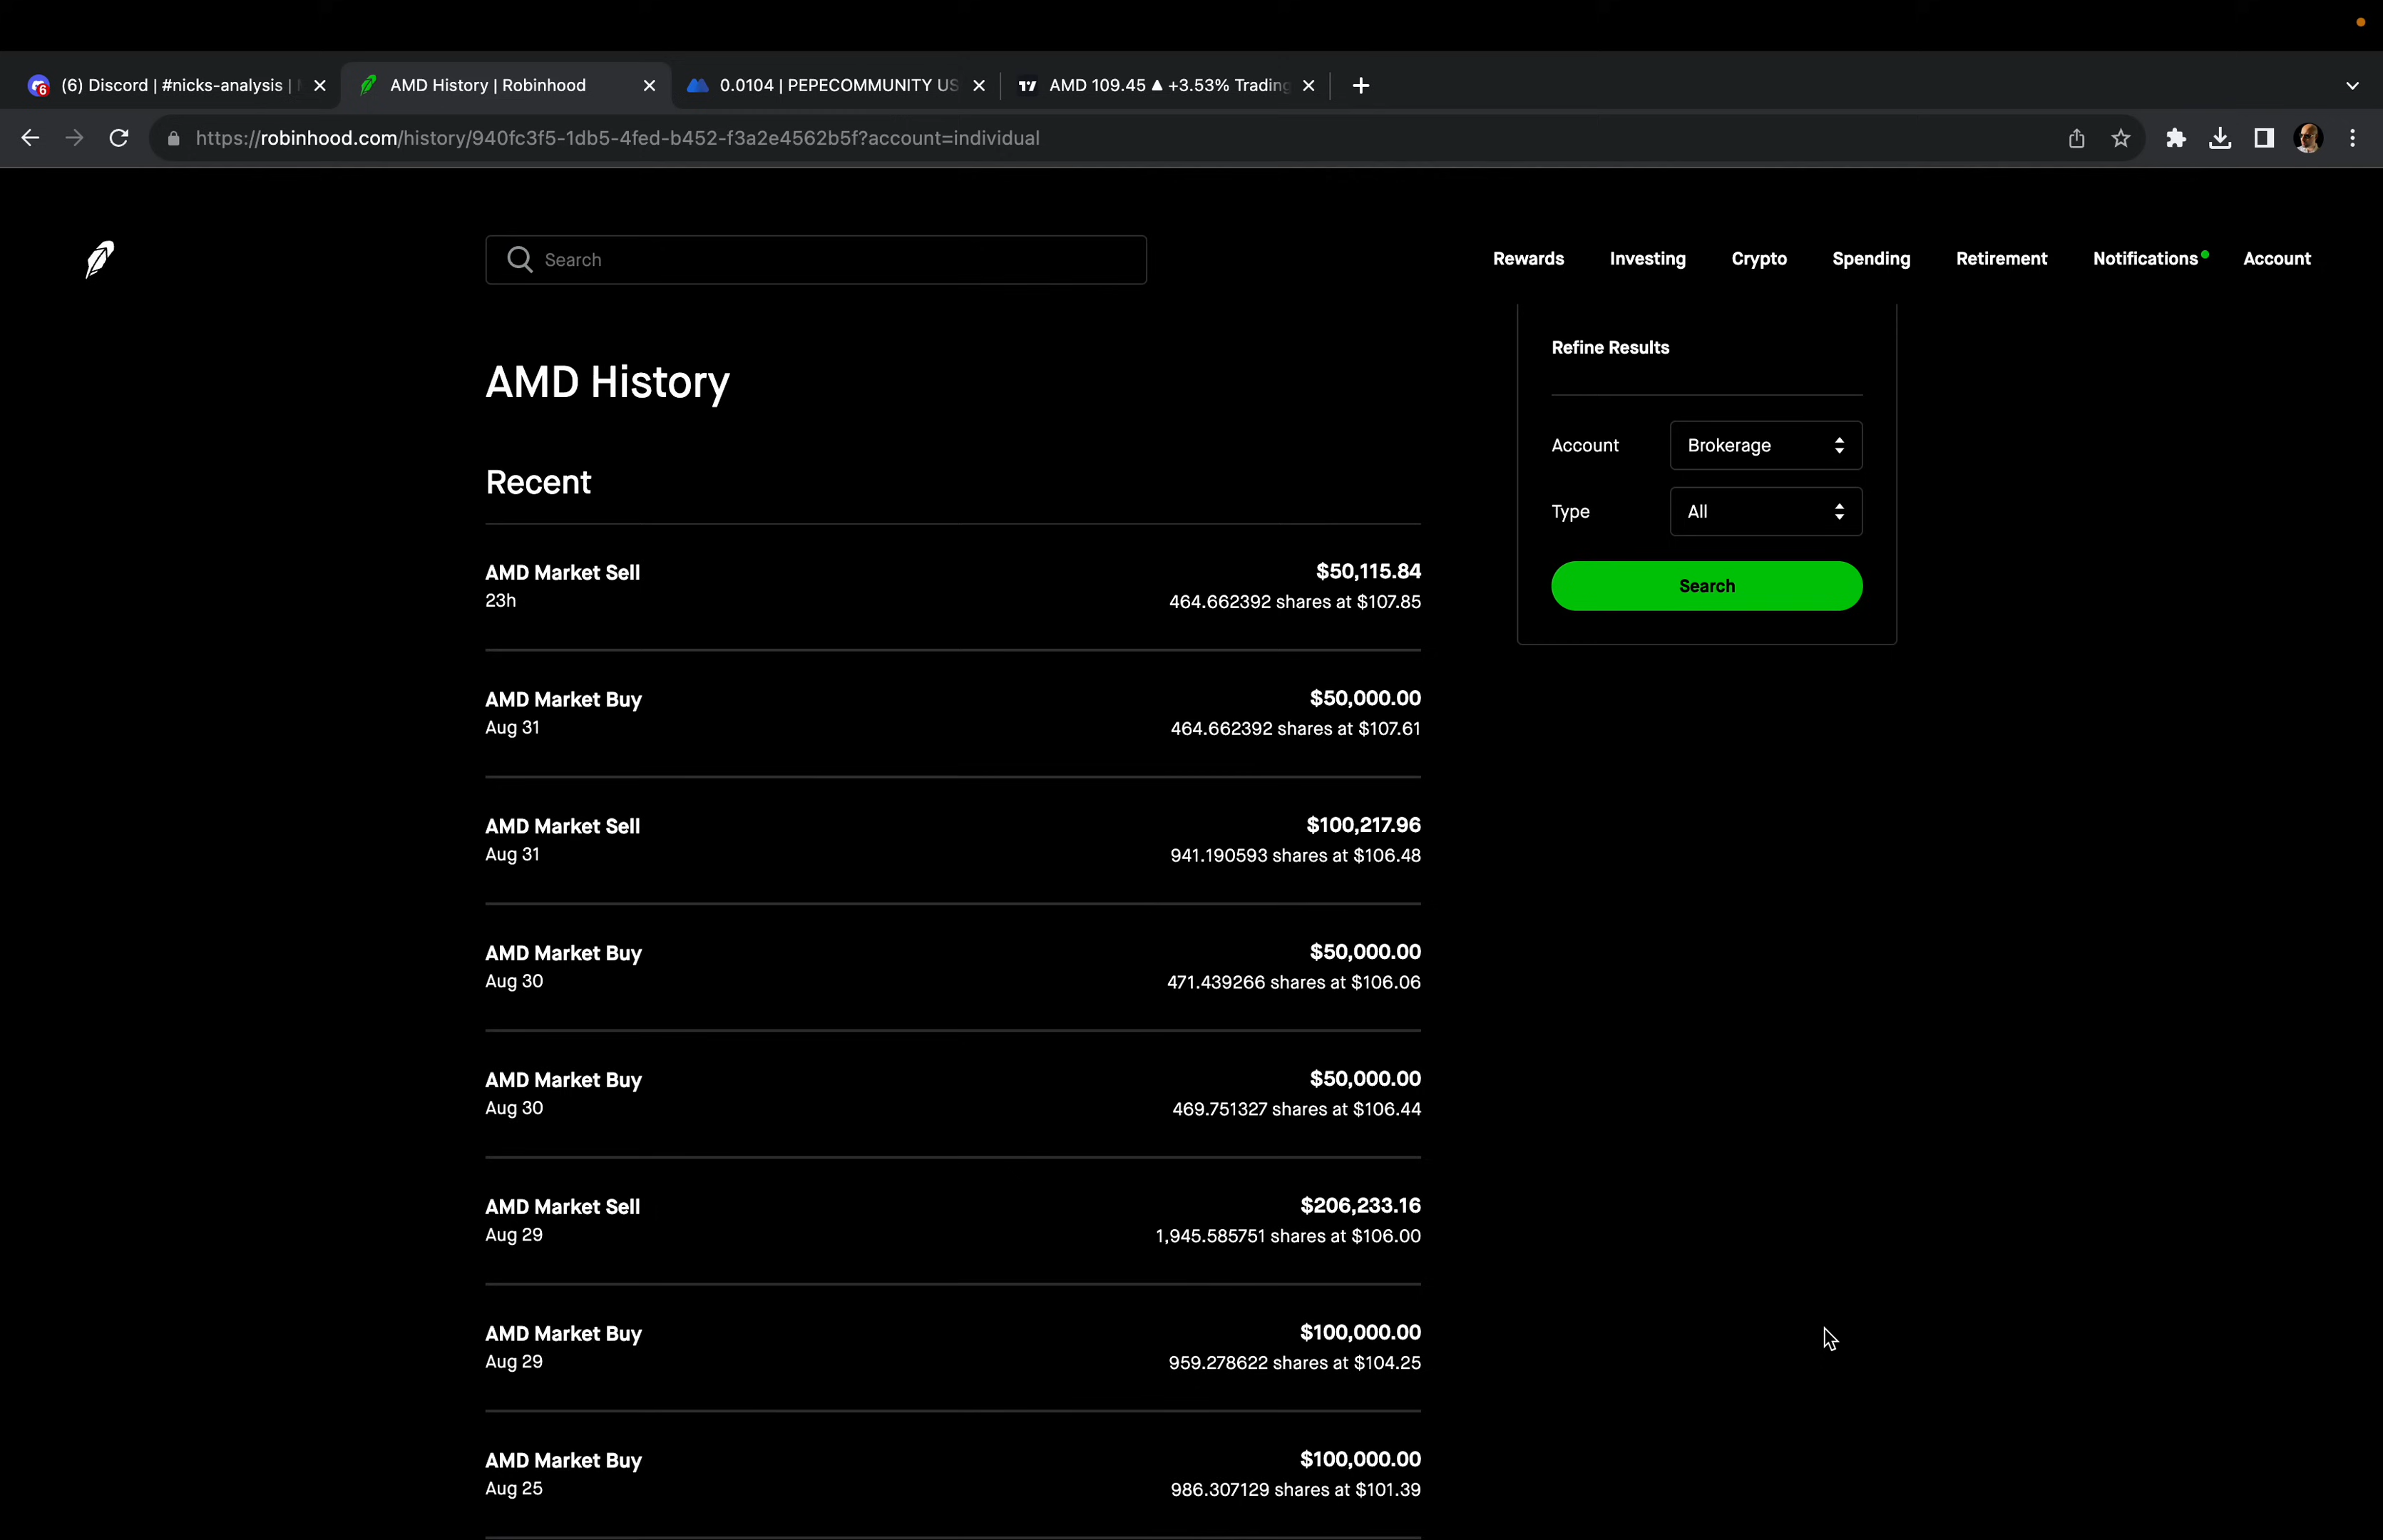 (6) Discord | #nicks-analysis |
AMD History | Robinhood
0.0104 | PEPECOMMUNITY US
AMD 109.45 ▲ +3.53% Trading
https://robinhood.com/history/940fc3f5-1db5-4fed-b452-f3a2e4562b5f?account=individual
Search
Rewards
Investing
Crypto
Spending
Retirement
Notifications
Account
AMD History
Recent
AMD Market Sell
$50,115.84
23h
464.662392 shares at $107.85
AMD Market Buy
$50,000.00
Aug 31
464.662392 shares at $107.61
AMD Market Sell
$100,217.96
Aug 31
941.190593 shares at $106.48
AMD Market Buy
$50,000.00
Aug 30
471.439266 shares at $106.06
AMD Market Buy
$50,000.00
Aug 30
469.751327 shares at $106.44
AMD Market Sell
$206,233.16
Aug 29
1,945.585751 shares at $106.00
AMD Market Buy
$100,000.00
Aug 29
959.278622 shares at $104.25
AMD Market Buy
$100,000.00
Aug 25
986.307129 shares at $101.39
Refine Results
Account
Brokerage
Type
All
Search